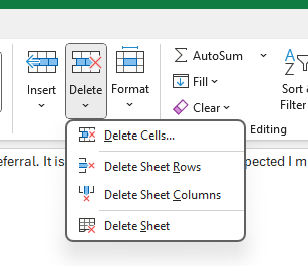 Insert
Delete
Format
AutoSum
Fill
Clear
Sort &
Filter
Editing
Delete Cells...
Delete Sheet Rows
Delete Sheet Columns
Delete Sheet
eferral. It is
pected I m